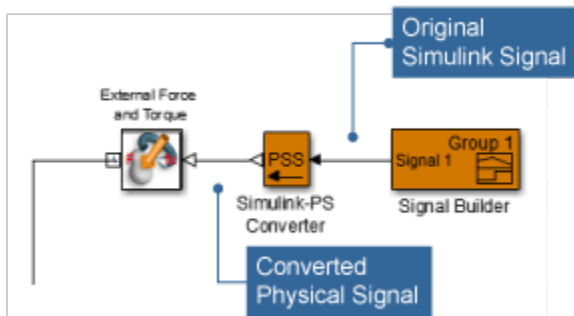 Original
Simulink Signal
External Force
and Torque
Group 1
Signal 1
PSS
Simulink-PS
Converter
Signal Builder
Converted
Physical Signal